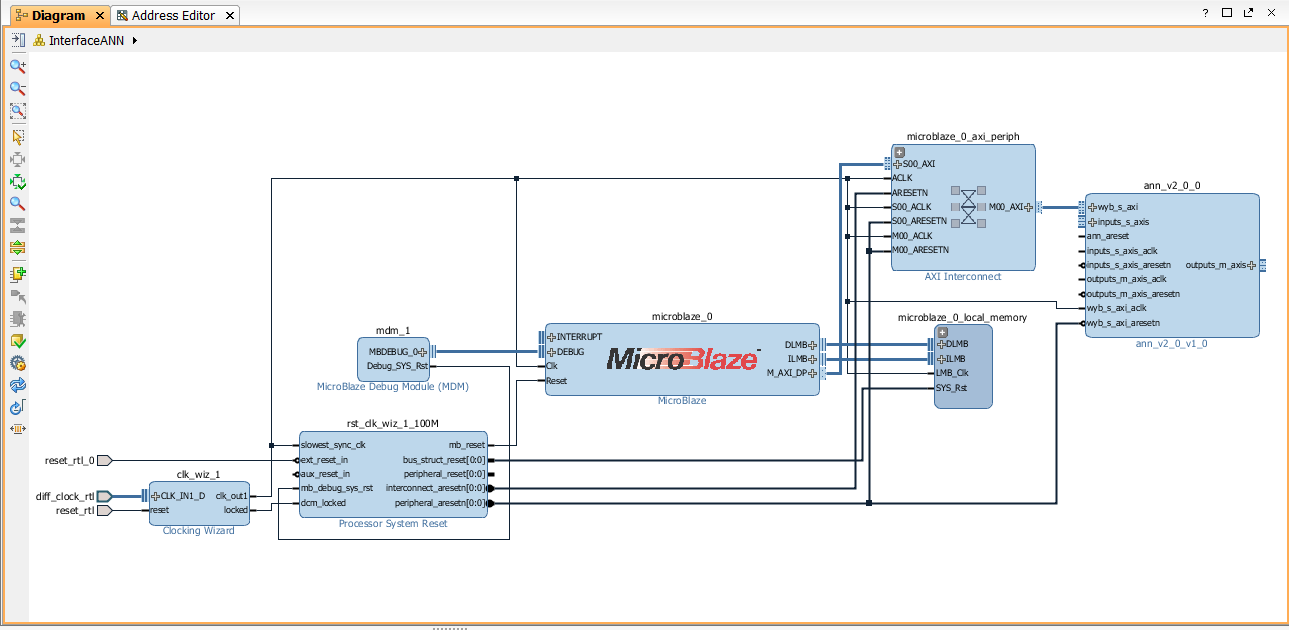 Diagram
Address Editor
InterfaceANN
microblaze_0_axi_periph
S00_AXI
ACLK
ARESETN
S00_ACLK
S00_ARESETN
M00_ACLK
M00_ARESETN
M00_AXI
AXI Interconnect
ann_v2_0_0
wyb_s_axi
inputs_s_axis
ann_areset
inputs_s_axis_aclk
inputs_s_axis_aresetn
outputs_m_axis_aclk
outputs_m_axis_aresetn
wyb_s_axi_aclk
wyb_s_axi_aresetn
outputs_m_axis
ann_v2_0_v1_0
microblaze_0
INTERRUPT
DEBUG
Clk
Reset
MicroBlaze
DLMB
ILMB
M_AXI_DP
MicroBlaze
microblaze_0_local_memory
DLMB
ILMB
LMB_Clk
SYS_Rst
mdm_1
MBDEBUG_0
Debug_SYS_Rst
MicroBlaze Debug Module (MDM)
rst_clk_wiz_1_100M
slowest_sync_clk
ext_reset_in
aux_reset_in
mb_debug_sys_rst
dcm_locked
mb_reset
bus_struct_reset[0:0]
peripheral_reset[0:0]
interconnect_aresetn[0:0]
peripheral_aresetn[0:0]
Processor System Reset
reset_rtl_0
diff_clock_rtl
reset_rtl
clk_wiz_1
CLK_IN1_D
reset
clk_out1
locked
Clocking Wizard